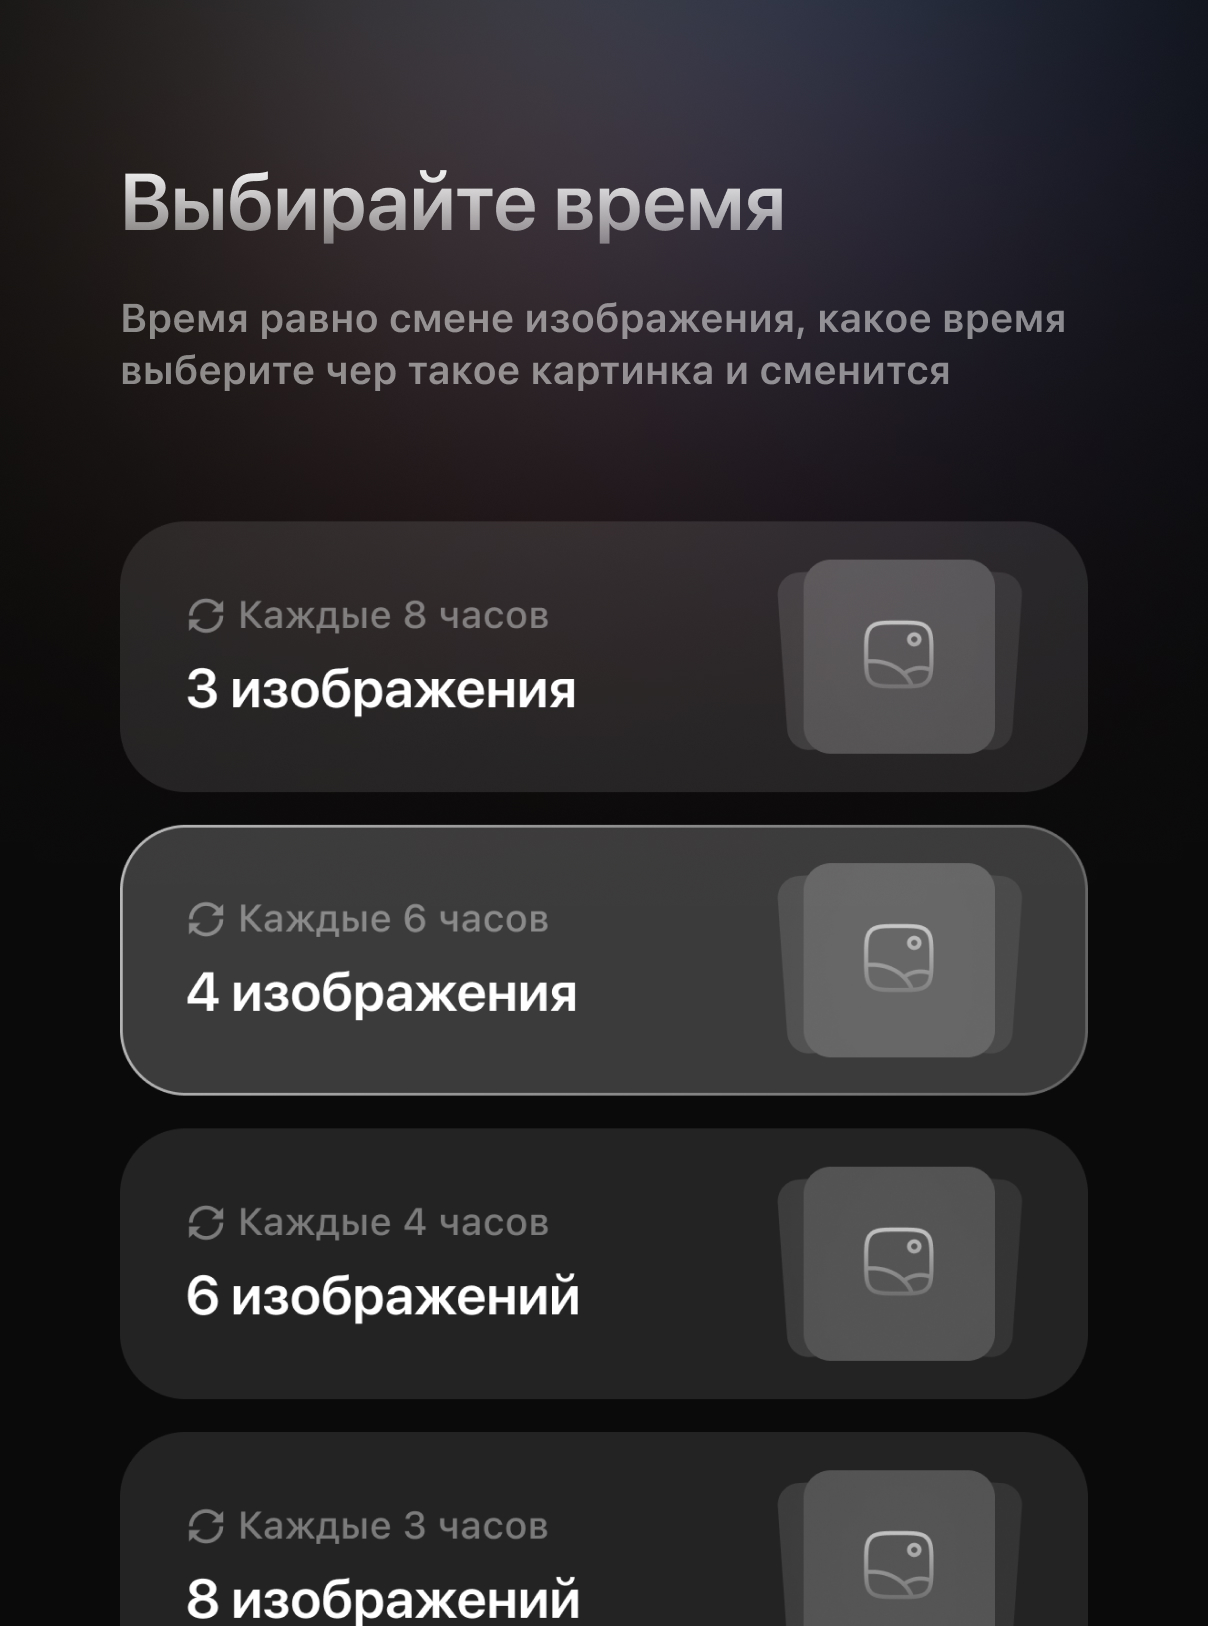 Выбирайте время
Время равно смене изображения, какое время
выберите чер такое картинка и сменится
Каждые 8 часов
3 изображения
Каждые 6 часов
4 изображения
Каждые 4 часов
6 изображений
Каждые 3 часов
8 изображений